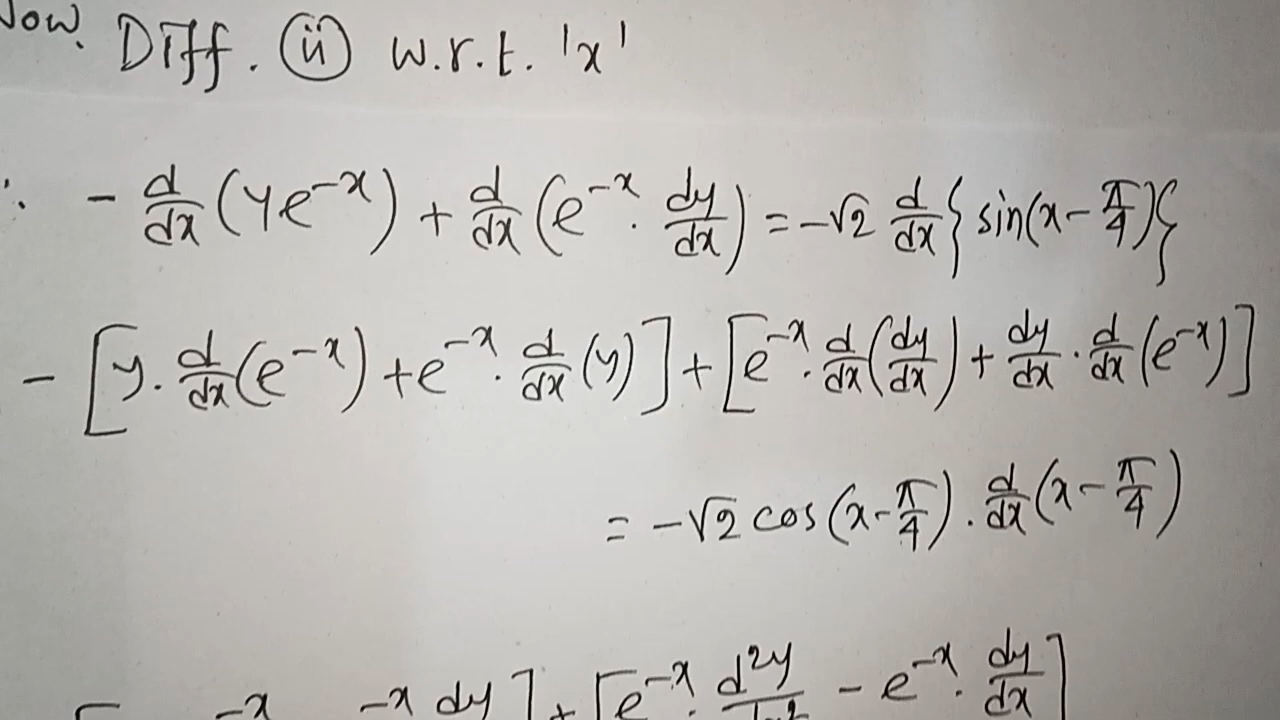 Now. Diff. (ii) w.r.t. 'x'
∴ - d/dx (ye^-x) + d/dx (e^-x . dy/dx) = -√2 d/dx { sin(x - π/4) }
- [ y . d/dx (e^-x) + e^-x . d/dx (y) ] + [ e^-x . d/dx (dy/dx) + dy/dx . d/dx (e^-x) ]
= -√2 cos (x - π/4) . d/dx (x - π/4)
-x -x dy ] + [ e^-x . d²y - e^-x . dy/dx ]